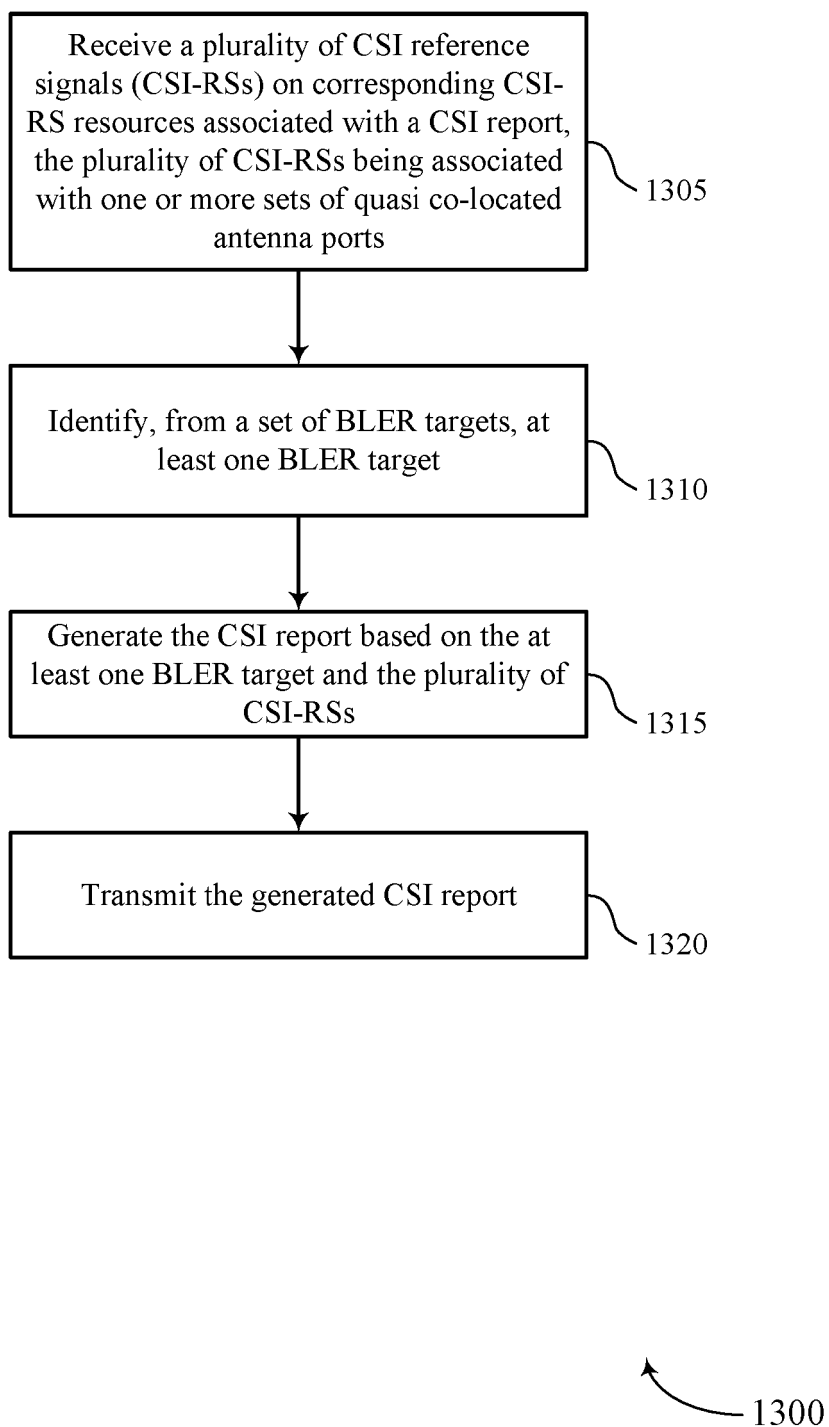 Receive a plurality of CSI reference
signals (CSI-RSs) on corresponding CSI-
RS resources associated with a CSI report,
the plurality of CSI-RSs being associated
with one or more sets of quasi co-located
antenna ports
1305
Identify, from a set of BLER targets, at
least one BLER target
1310
Generate the CSI report based on the at
least one BLER target and the plurality of
CSI-RSs
1315
Transmit the generated CSI report
1320
1300